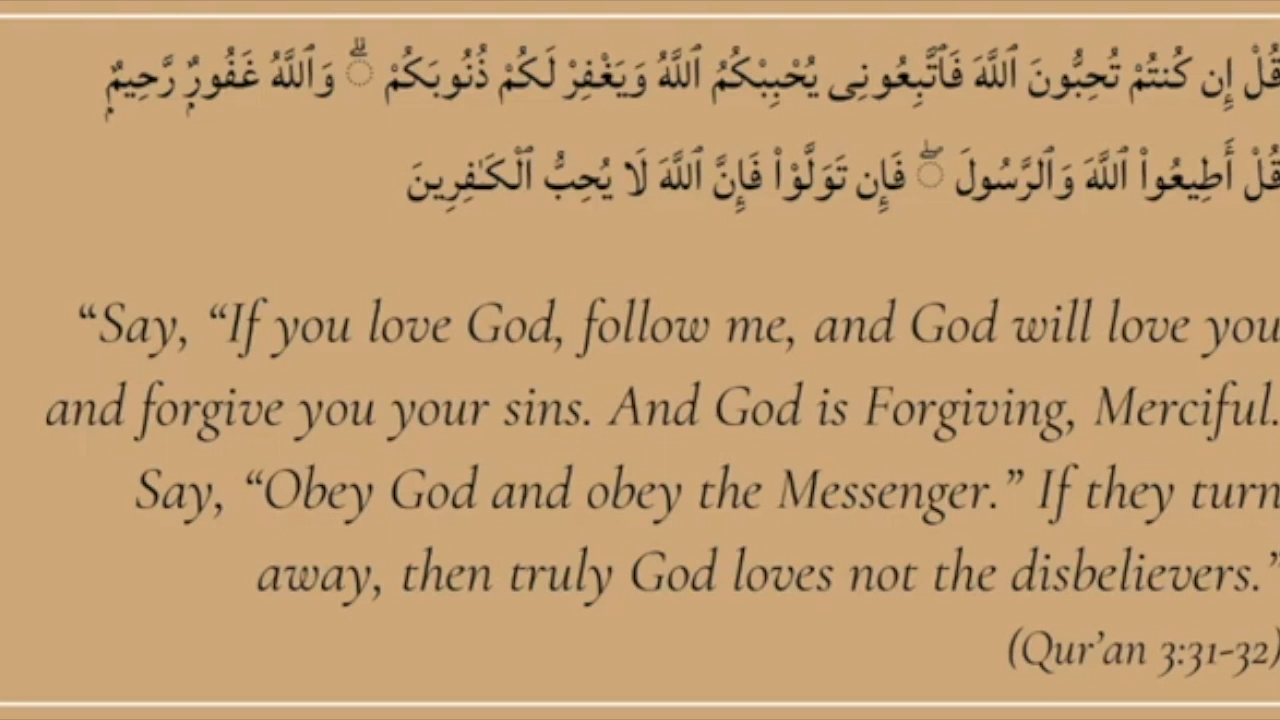 قُلْ إِن كُنتُمْ تُحِبُّونَ ٱللَّهَ فَٱتَّبِعُونِى يُحْبِبْكُمُ ٱللَّهُ وَيَغْفِرْ لَكُمْ ذُنُوبَكُمْ ۗ وَٱللَّهُ غَفُورٌ رَّحِيمٌ
قُلْ أَطِيعُوا۟ ٱللَّهَ وَٱلرَّسُولَ ۖ فَإِن تَوَلَّوْا۟ فَإِنَّ ٱللَّهَ لَا يُحِبُّ ٱلْكَـٰفِرِينَ
“Say, “If you love God, follow me, and God will love you
and forgive you your sins. And God is Forgiving, Merciful.
Say, “Obey God and obey the Messenger.” If they turn
away, then truly God loves not the disbelievers.”
(Qur’an 3:31-32)